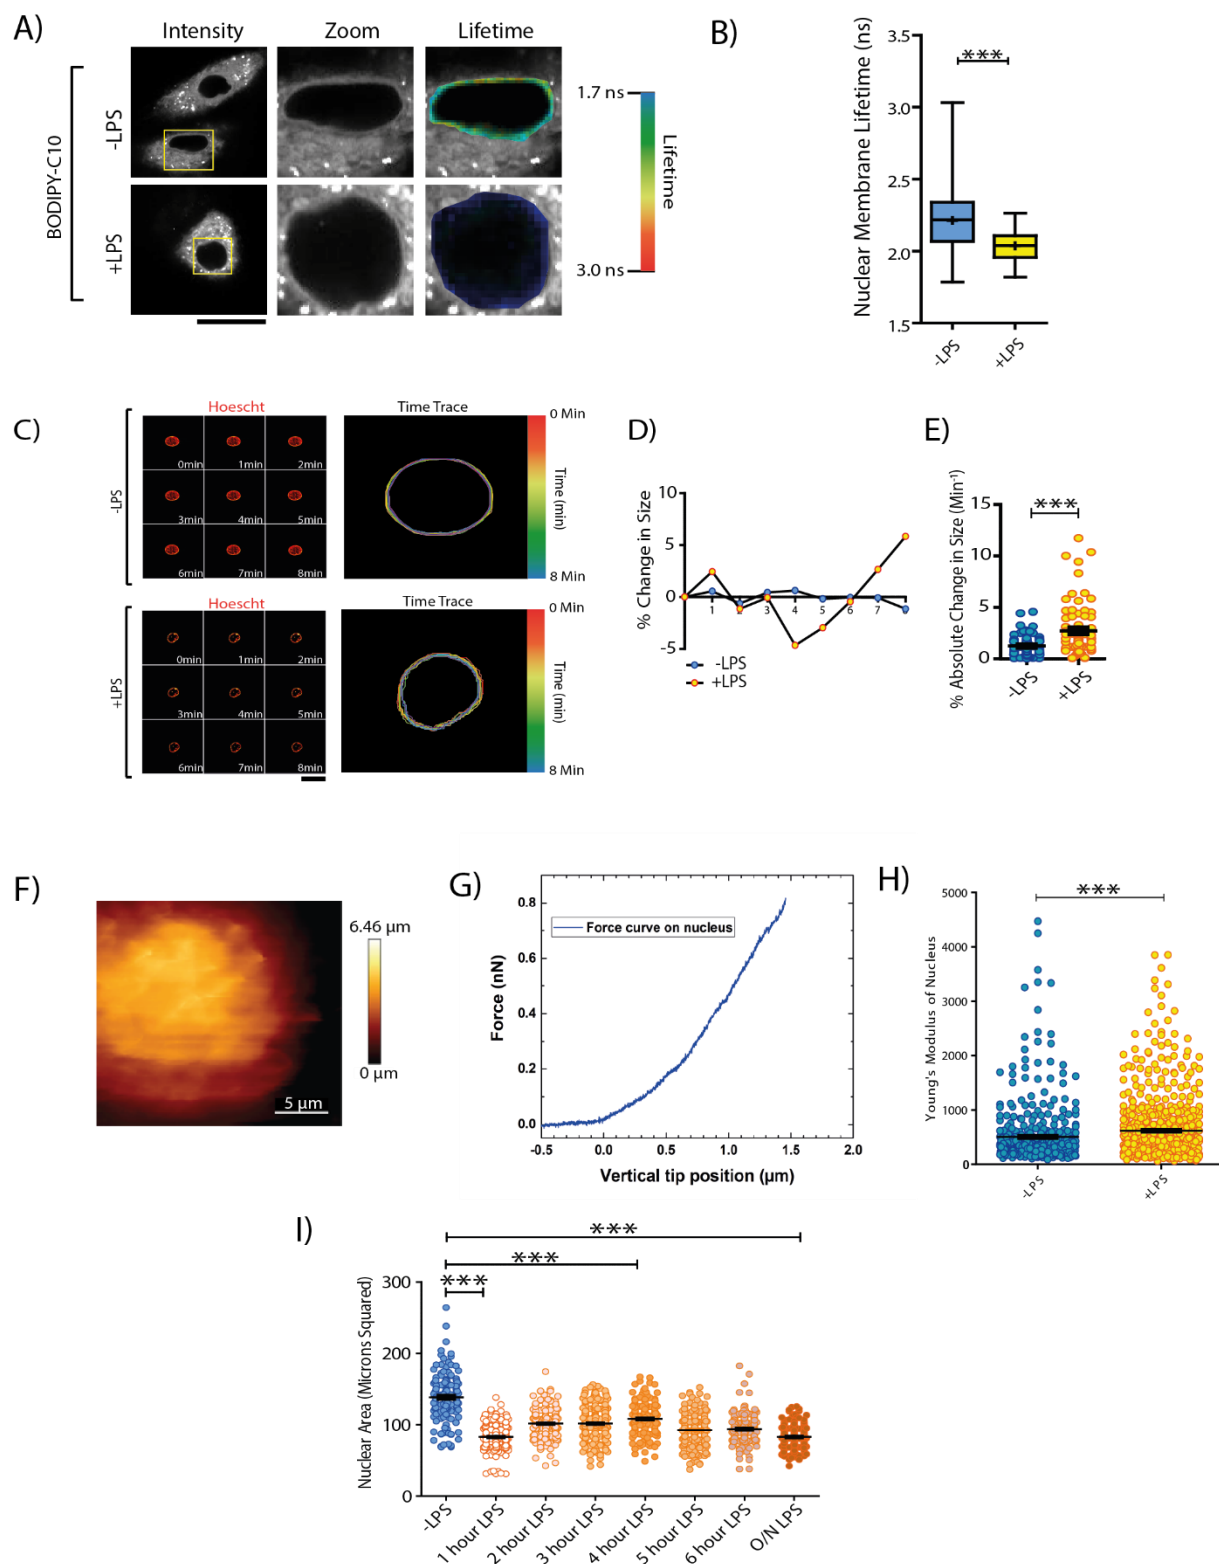 A)
Intensity
Zoom
Lifetime
BODIPY-C10
-LPS
+LPS
1.7 ns
Lifetime
3.0 ns
B)
Nuclear Membrane Lifetime (ns)
3.5
3.0
2.5
2.0
1.5
***
-LPS
+LPS
C)
Hoescht
Time Trace
-LPS
0min
1min
2min
3min
4min
5min
6min
7min
8min
0 Min
Time (min)
8 Min
Hoescht
Time Trace
+LPS
0min
1min
2min
3min
4min
5min
6min
7min
8min
0 Min
Time (min)
8 Min
D)
% Change in Size
10
5
0
-5
1
2
3
4
5
6
7
-LPS
+LPS
E)
% Absolute Change in Size (Min⁻¹)
15
10
5
0
***
-LPS
+LPS
F)
6.46 µm
0 µm
5 µm
G)
Force (nN)
0.8
0.6
0.4
0.2
0.0
Force curve on nucleus
-0.5
0.0
0.5
1.0
1.5
2.0
Vertical tip position (µm)
H)
Young's Modulus of Nucleus
5000
4000
3000
2000
1000
0
***
-LPS
+LPS
I)
Nuclear Area (Microns Squared)
300
200
100
0
***
***
***
-LPS
1 hour LPS
2 hour LPS
3 hour LPS
4 hour LPS
5 hour LPS
6 hour LPS
O/N LPS